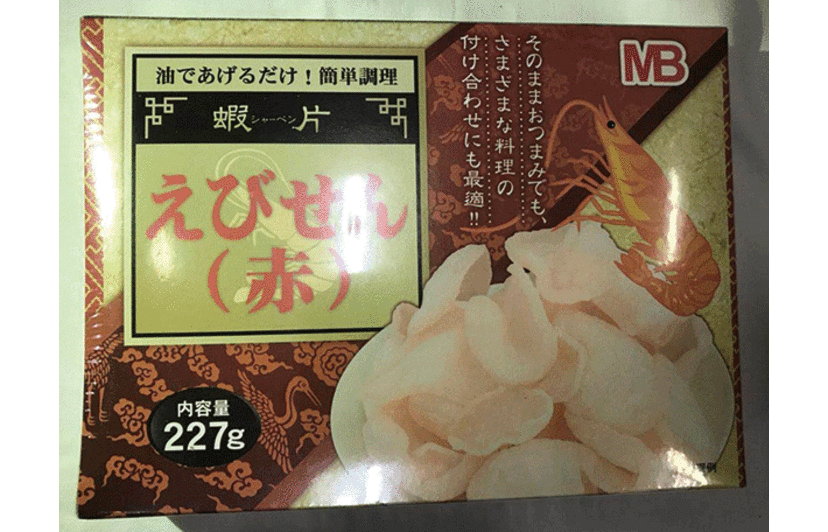 油であげるだけ!簡単調理
蝦シャーペン片
えびせん
(赤)
そのままおつまみでも、
さまざまな料理の
付け合わせにも最適!!
MB
内容量
227g